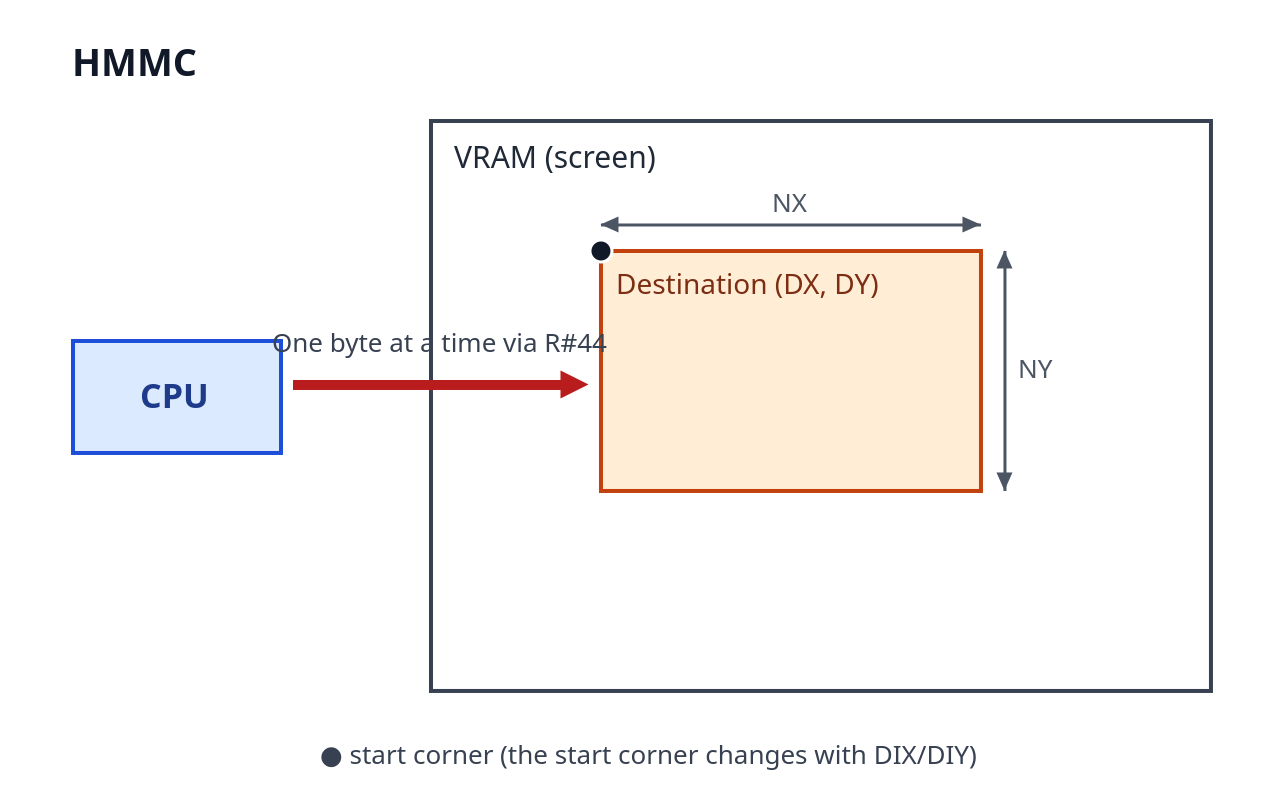 HMMC
VRAM (screen)
NX
Destination (DX, DY)
One byte at a time via R#44
NY
CPU
start corner (the start corner changes with DIX/DIY)